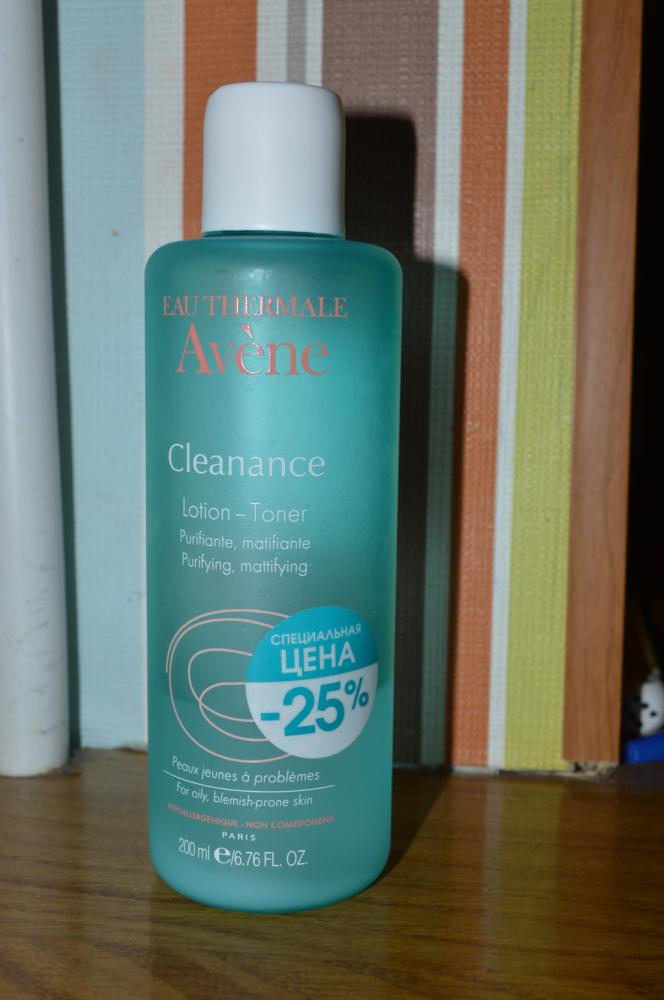 EAU THERMALE
Avène
Cleanance
Lotion – Toner
Purifiante, matifiante
Purifying, mattifying
СПЕЦИАЛЬНАЯ
ЦЕНА
-25%
Peaux jeunes à problèmes
For oily, blemish-prone skin
HYPOALLERGENIQUE - NON COMEDOGENE
PARIS
200 ml e/6.76 FL. OZ.